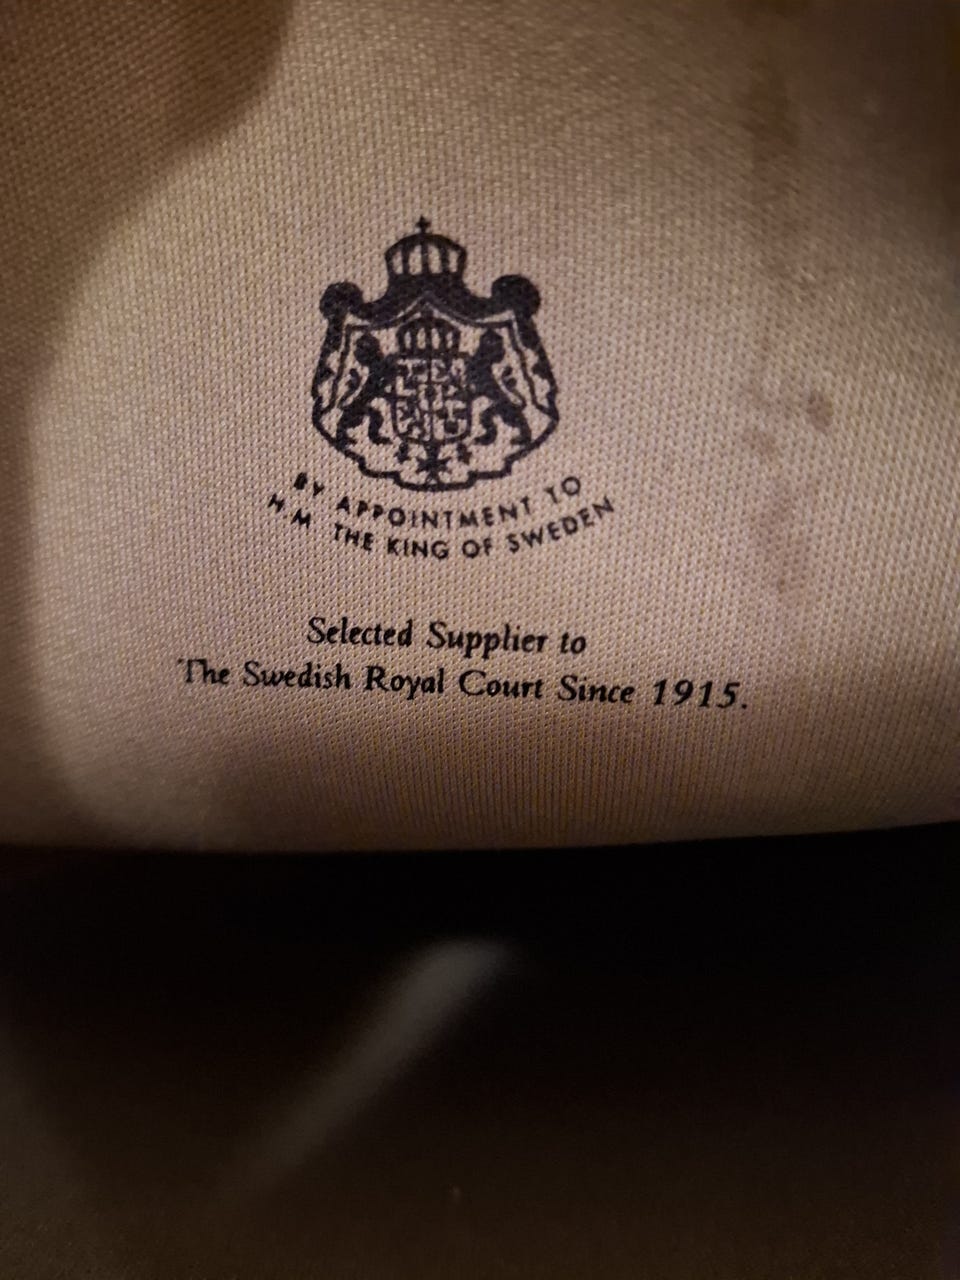 BY APPOINTMENT TO
H M THE KING OF SWEDEN
Selected Supplier to
The Swedish Royal Court Since 1915.